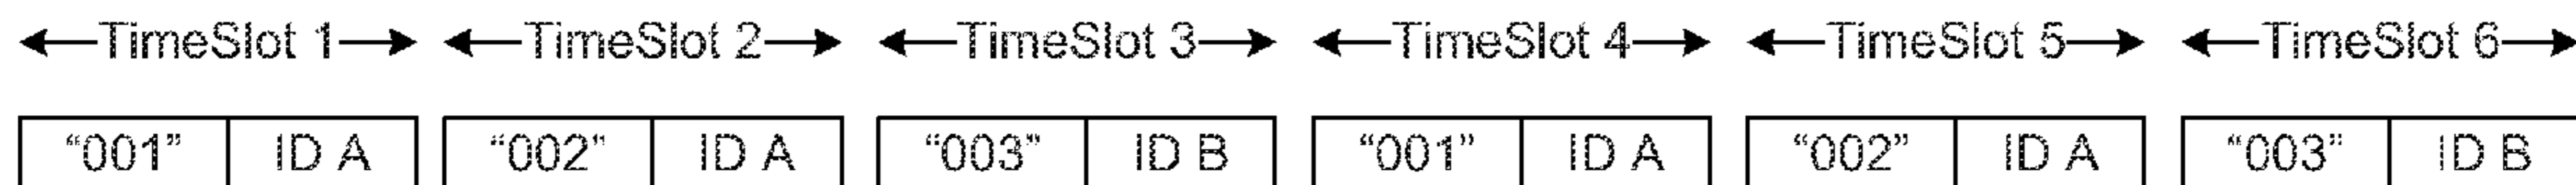 TimeSlot 1 TimeSlot 2 TimeSlot 3 TimeSlot 4 TimeSlot 5 TimeSlot 6
“001” ID A “002” ID A “003” ID B “001” ID A “002” ID A “003” ID B